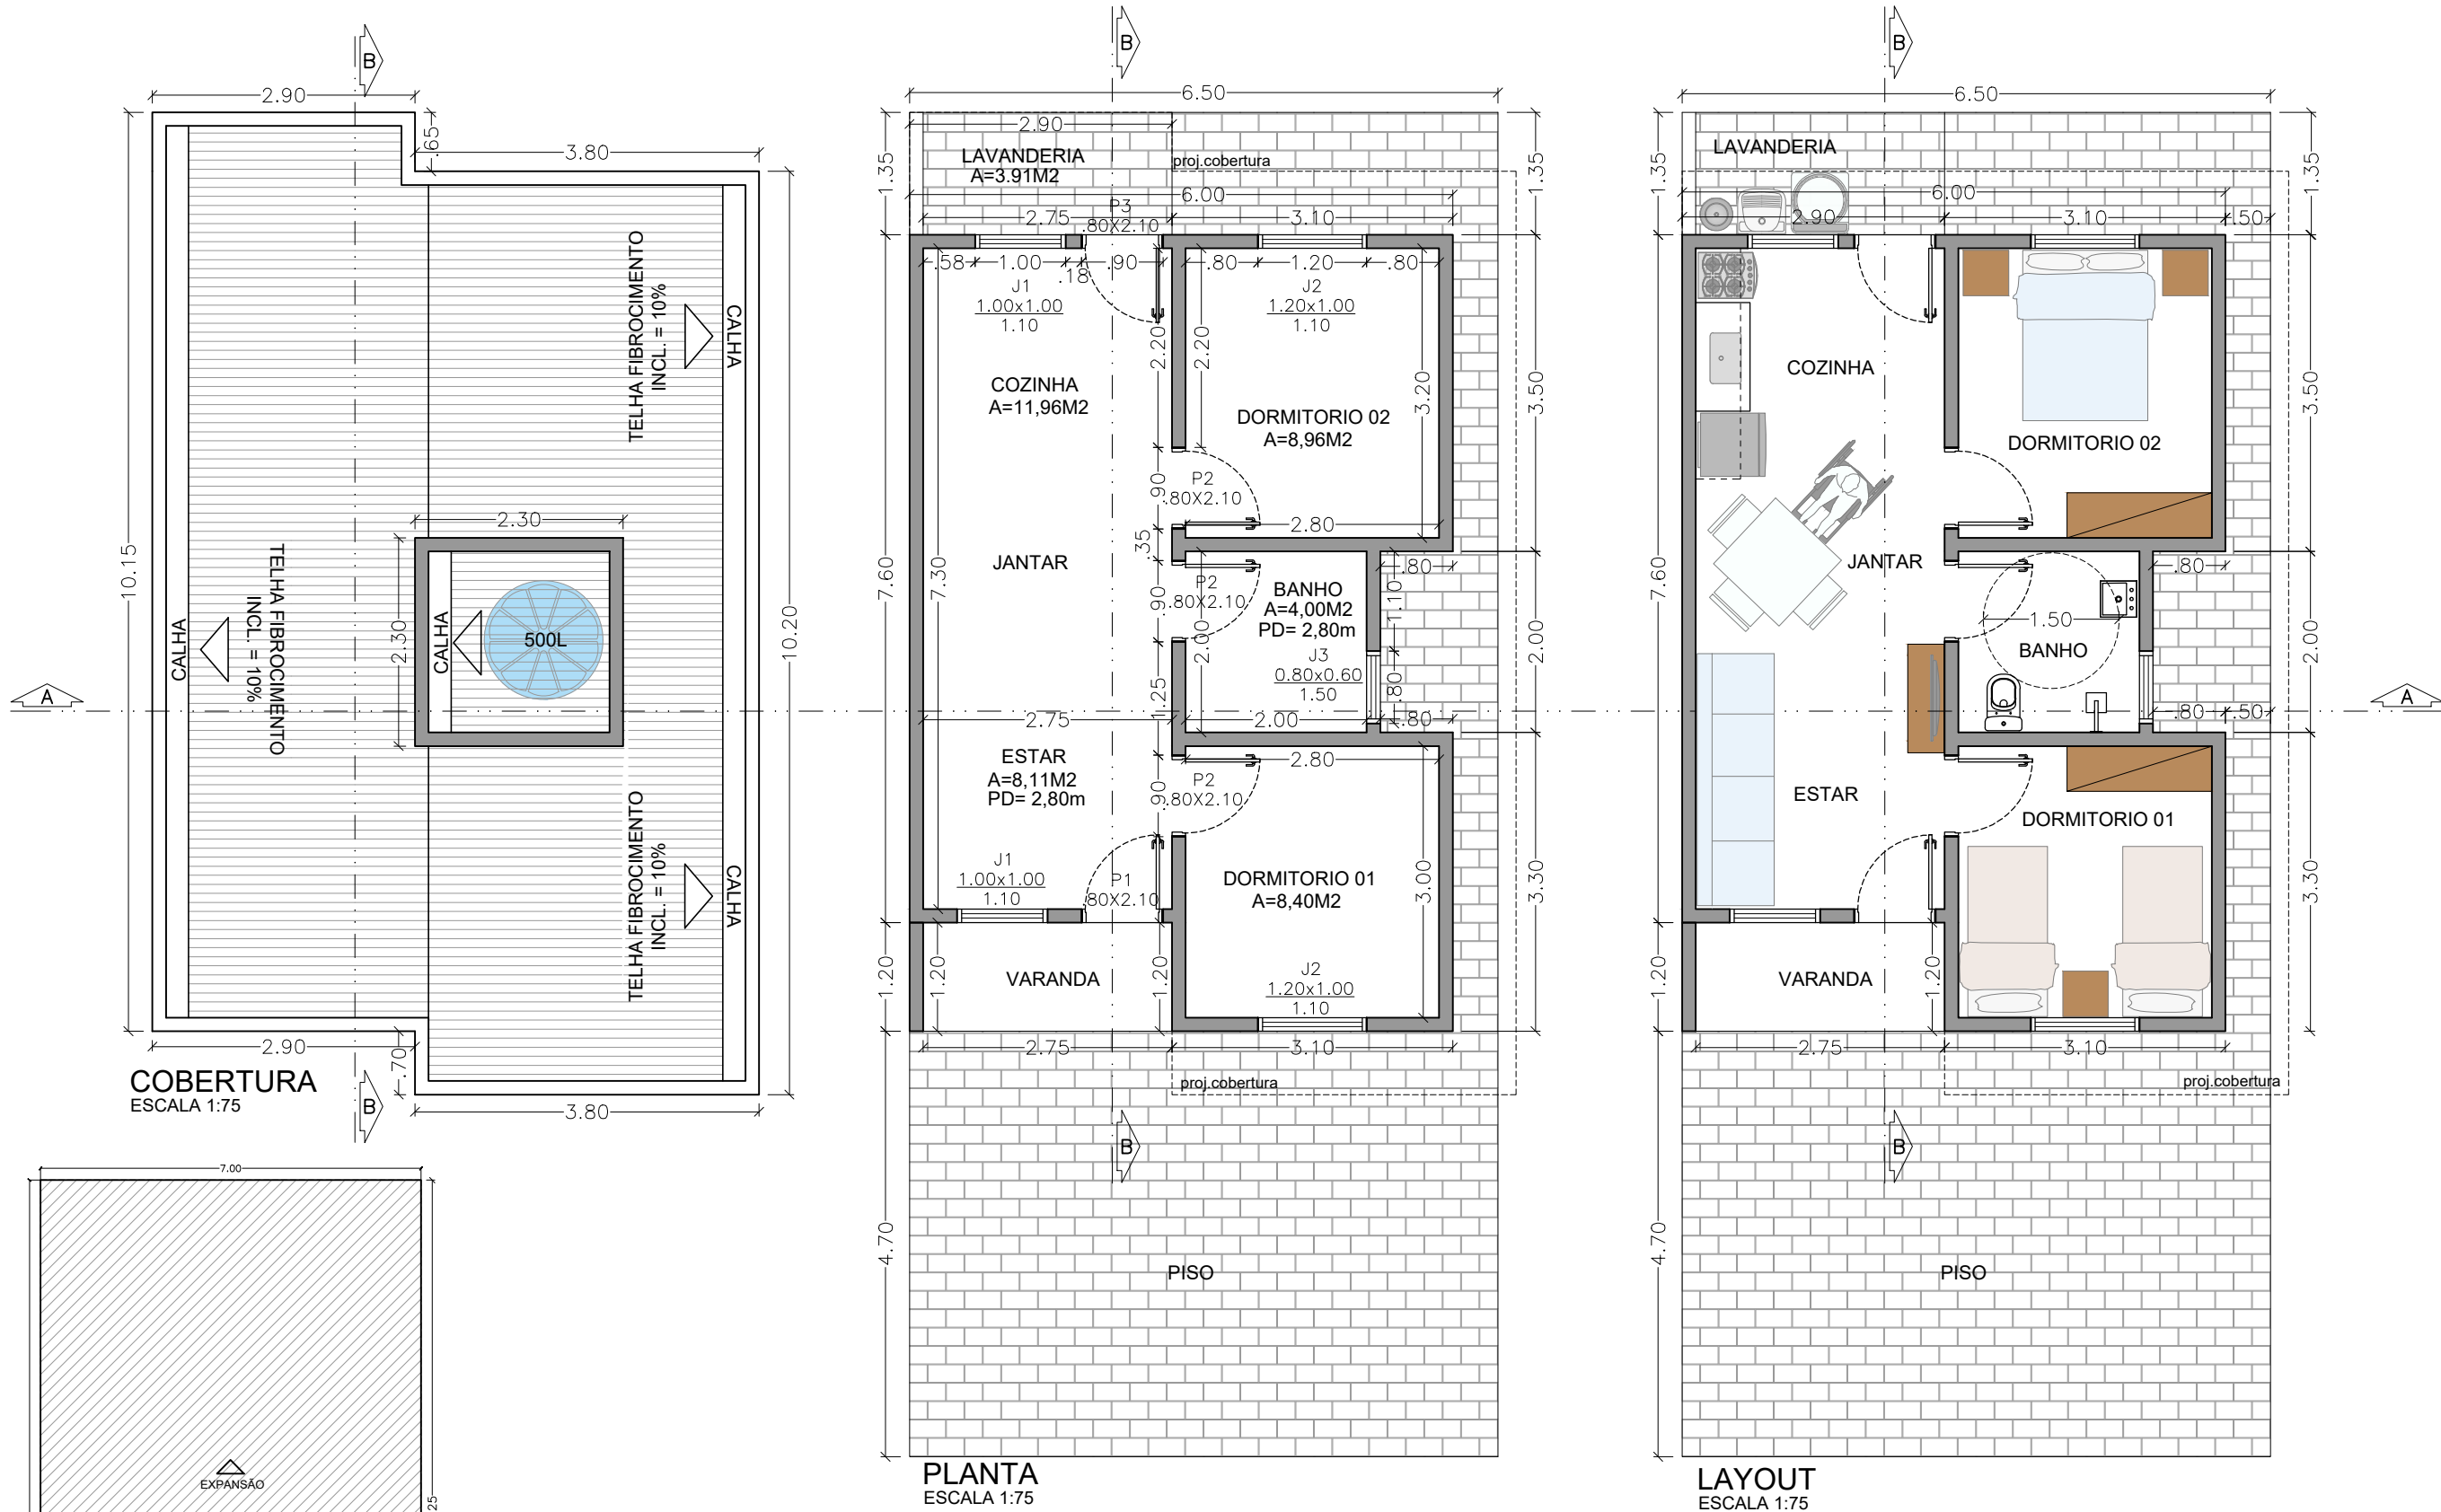 B
2.90
.65
3.80
TELHA FIBROCIMENTO
INCL. = 10%
CALHA
10.15
2.30
2.30
CALHA
500L
TELHA FIBROCIMENTO
INCL. = 10%
CALHA
10.20
A
TELHA FIBROCIMENTO
INCL. = 10%
CALHA
2.90
.70
3.80
COBERTURA
ESCALA 1:75
B
7.00
EXPANSÃO
25
B
6.50
2.90
1.35
LAVANDERIA
A=3.91M2
proj.cobertura
1.35
6.00
2.75
P3
.80X2.10
3.10
.58
1.00
.18
.90
.80
1.20
.80
J1
1.00x1.00
1.10
J2
1.20x1.00
1.10
2.20
2.20
3.20
3.50
COZINHA
A=11,96M2
DORMITORIO 02
A=8,96M2
P2
.80X2.10
.90
2.80
.35
7.60
7.30
JANTAR
P2
.80X2.10
.90
2.00
BANHO
A=4,00M2
PD= 2,80m
.80
1.10
J3
0.80x0.60
1.50
.80
2.00
1.25
2.75
2.00
.80
ESTAR
A=8,11M2
PD= 2,80m
P2
.80X2.10
.90
2.80
J1
1.00x1.00
1.10
P1
80X2.10
DORMITORIO 01
A=8,40M2
3.00
3.30
1.20
1.20
VARANDA
1.20
J2
1.20x1.00
1.10
2.75
3.10
proj.cobertura
B
4.70
PISO
PLANTA
ESCALA 1:75
B
6.50
1.35
LAVANDERIA
1.35
6.00
2.90
3.10
.50
COZINHA
DORMITORIO 02
3.50
7.60
JANTAR
.80
1.50
BANHO
2.00
A
.80
.50
ESTAR
DORMITORIO 01
3.30
1.20
VARANDA
1.20
2.75
3.10
proj.cobertura
B
4.70
PISO
LAYOUT
ESCALA 1:75